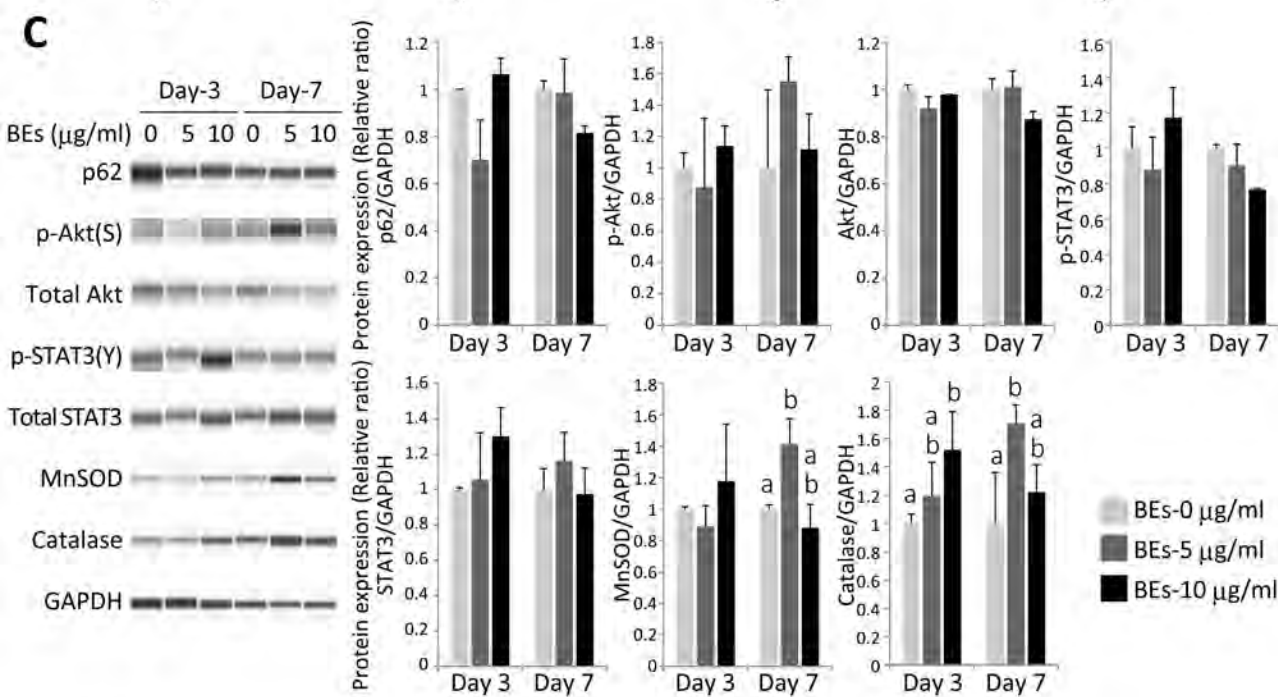 C
Day-3 Day-7
BEs (μg/ml) 0 5 10 0 5 10
p62
p-Akt(S)
Total Akt
p-STAT3(Y)
Total STAT3
MnSOD
Catalase
GAPDH
Protein expression (Relative ratio)
p62/GAPDH
1.2
1
0.8
0.6
0.4
0.2
0
Day 3 Day 7
p-Akt/GAPDH
1.8
1.6
1.4
1.2
1
0.8
0.6
0.4
0.2
0
Day 3 Day 7
Akt/GAPDH
1.2
1
0.8
0.6
0.4
0.2
0
Day 3 Day 7
p-STAT3/GAPDH
1.6
1.4
1.2
1
0.8
0.6
0.4
0.2
0
Day 3 Day 7
Protein expression (Relative ratio)
STAT3/GAPDH
1.6
1.4
1.2
1
0.8
0.6
0.4
0.2
0
Day 3 Day 7
MnSOD/GAPDH
1.8
1.6
1.4
1.2
1
0.8
0.6
0.4
0.2
0
a
b
a
b
Day 3 Day 7
Catalase/GAPDH
2
1.8
1.6
1.4
1.2
1
0.8
0.6
0.4
0.2
0
a
a
b
b
a
b
a
b
Day 3 Day 7
BEs-0 μg/ml
BEs-5 μg/ml
BEs-10 μg/ml